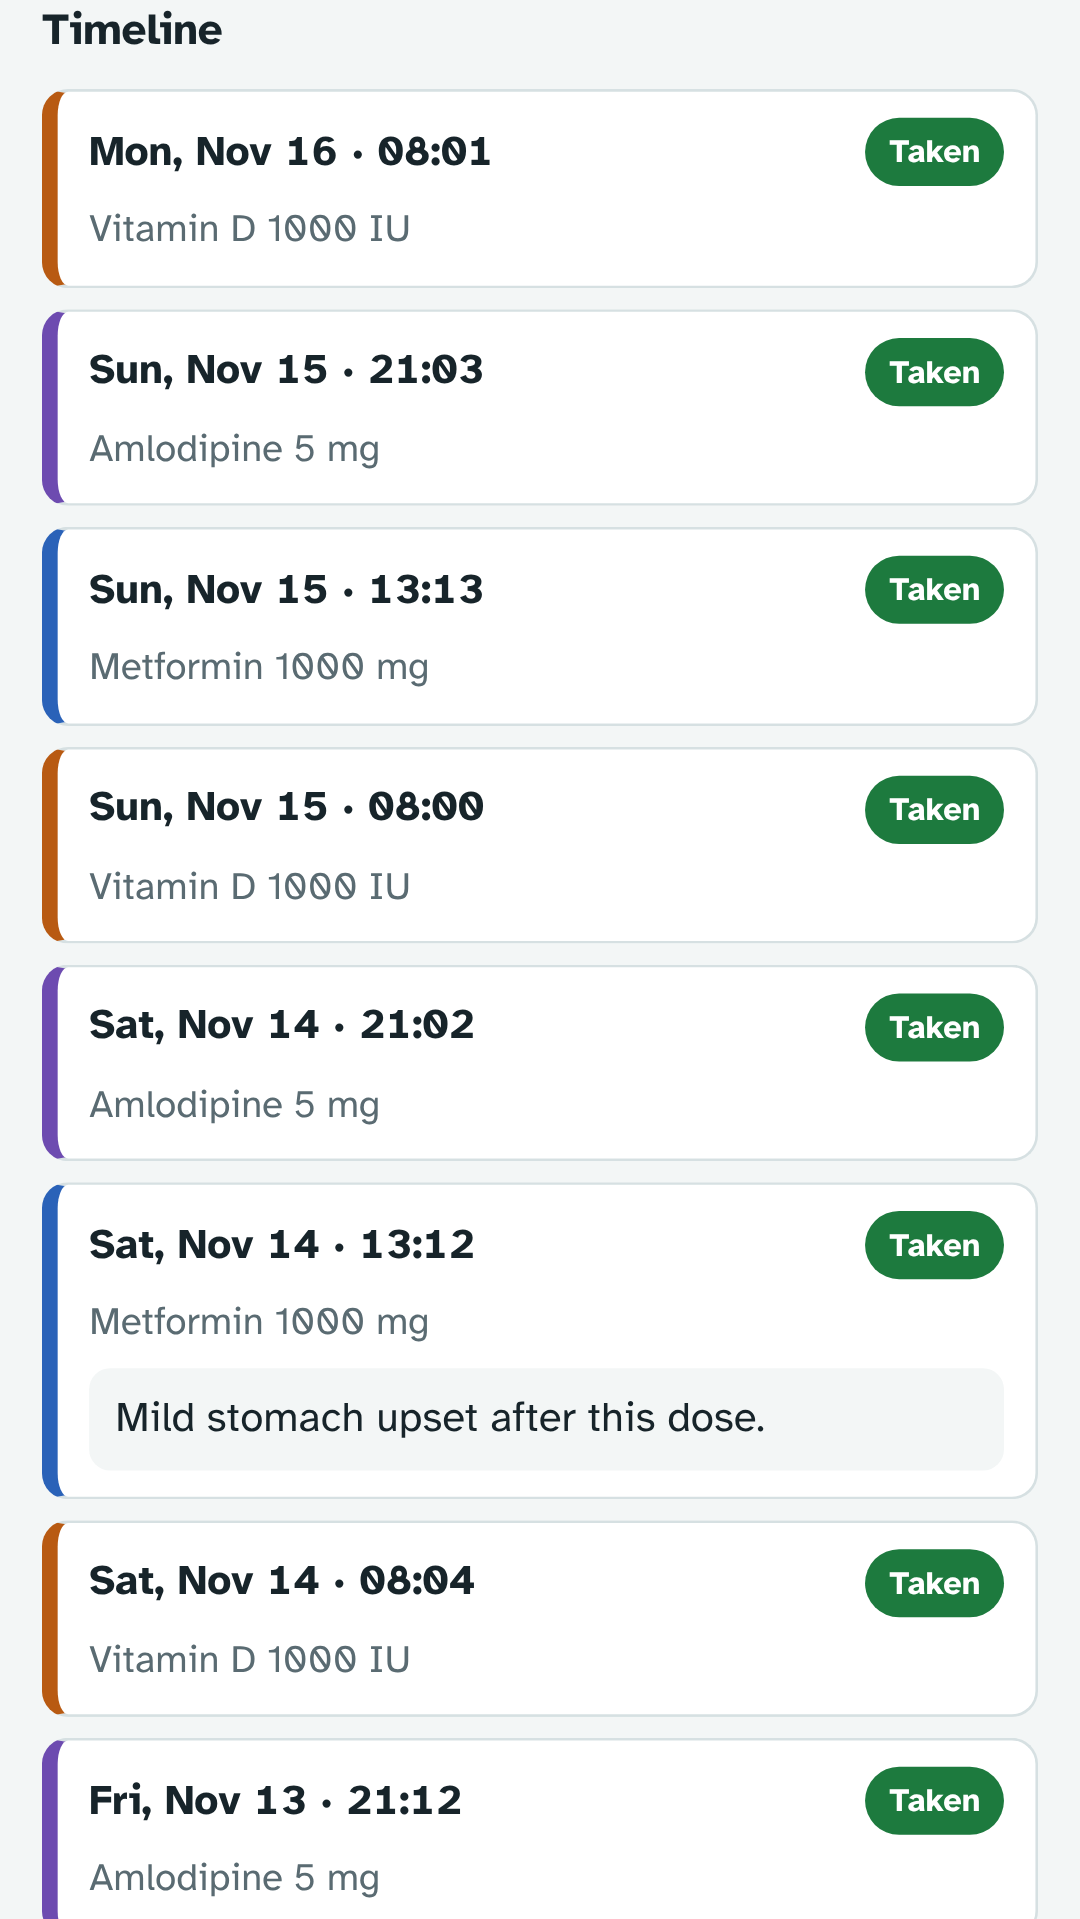 Timeline
Mon, Nov 16 · 08:01
Taken
Vitamin D 1000 IU
Sun, Nov 15 · 21:03
Taken
Amlodipine 5 mg
Sun, Nov 15 · 13:13
Taken
Metformin 1000 mg
Sun, Nov 15 · 08:00
Taken
Vitamin D 1000 IU
Sat, Nov 14 · 21:02
Taken
Amlodipine 5 mg
Sat, Nov 14 · 13:12
Taken
Metformin 1000 mg
Mild stomach upset after this dose.
Sat, Nov 14 · 08:04
Taken
Vitamin D 1000 IU
Fri, Nov 13 · 21:12
Taken
Amlodipine 5 mg